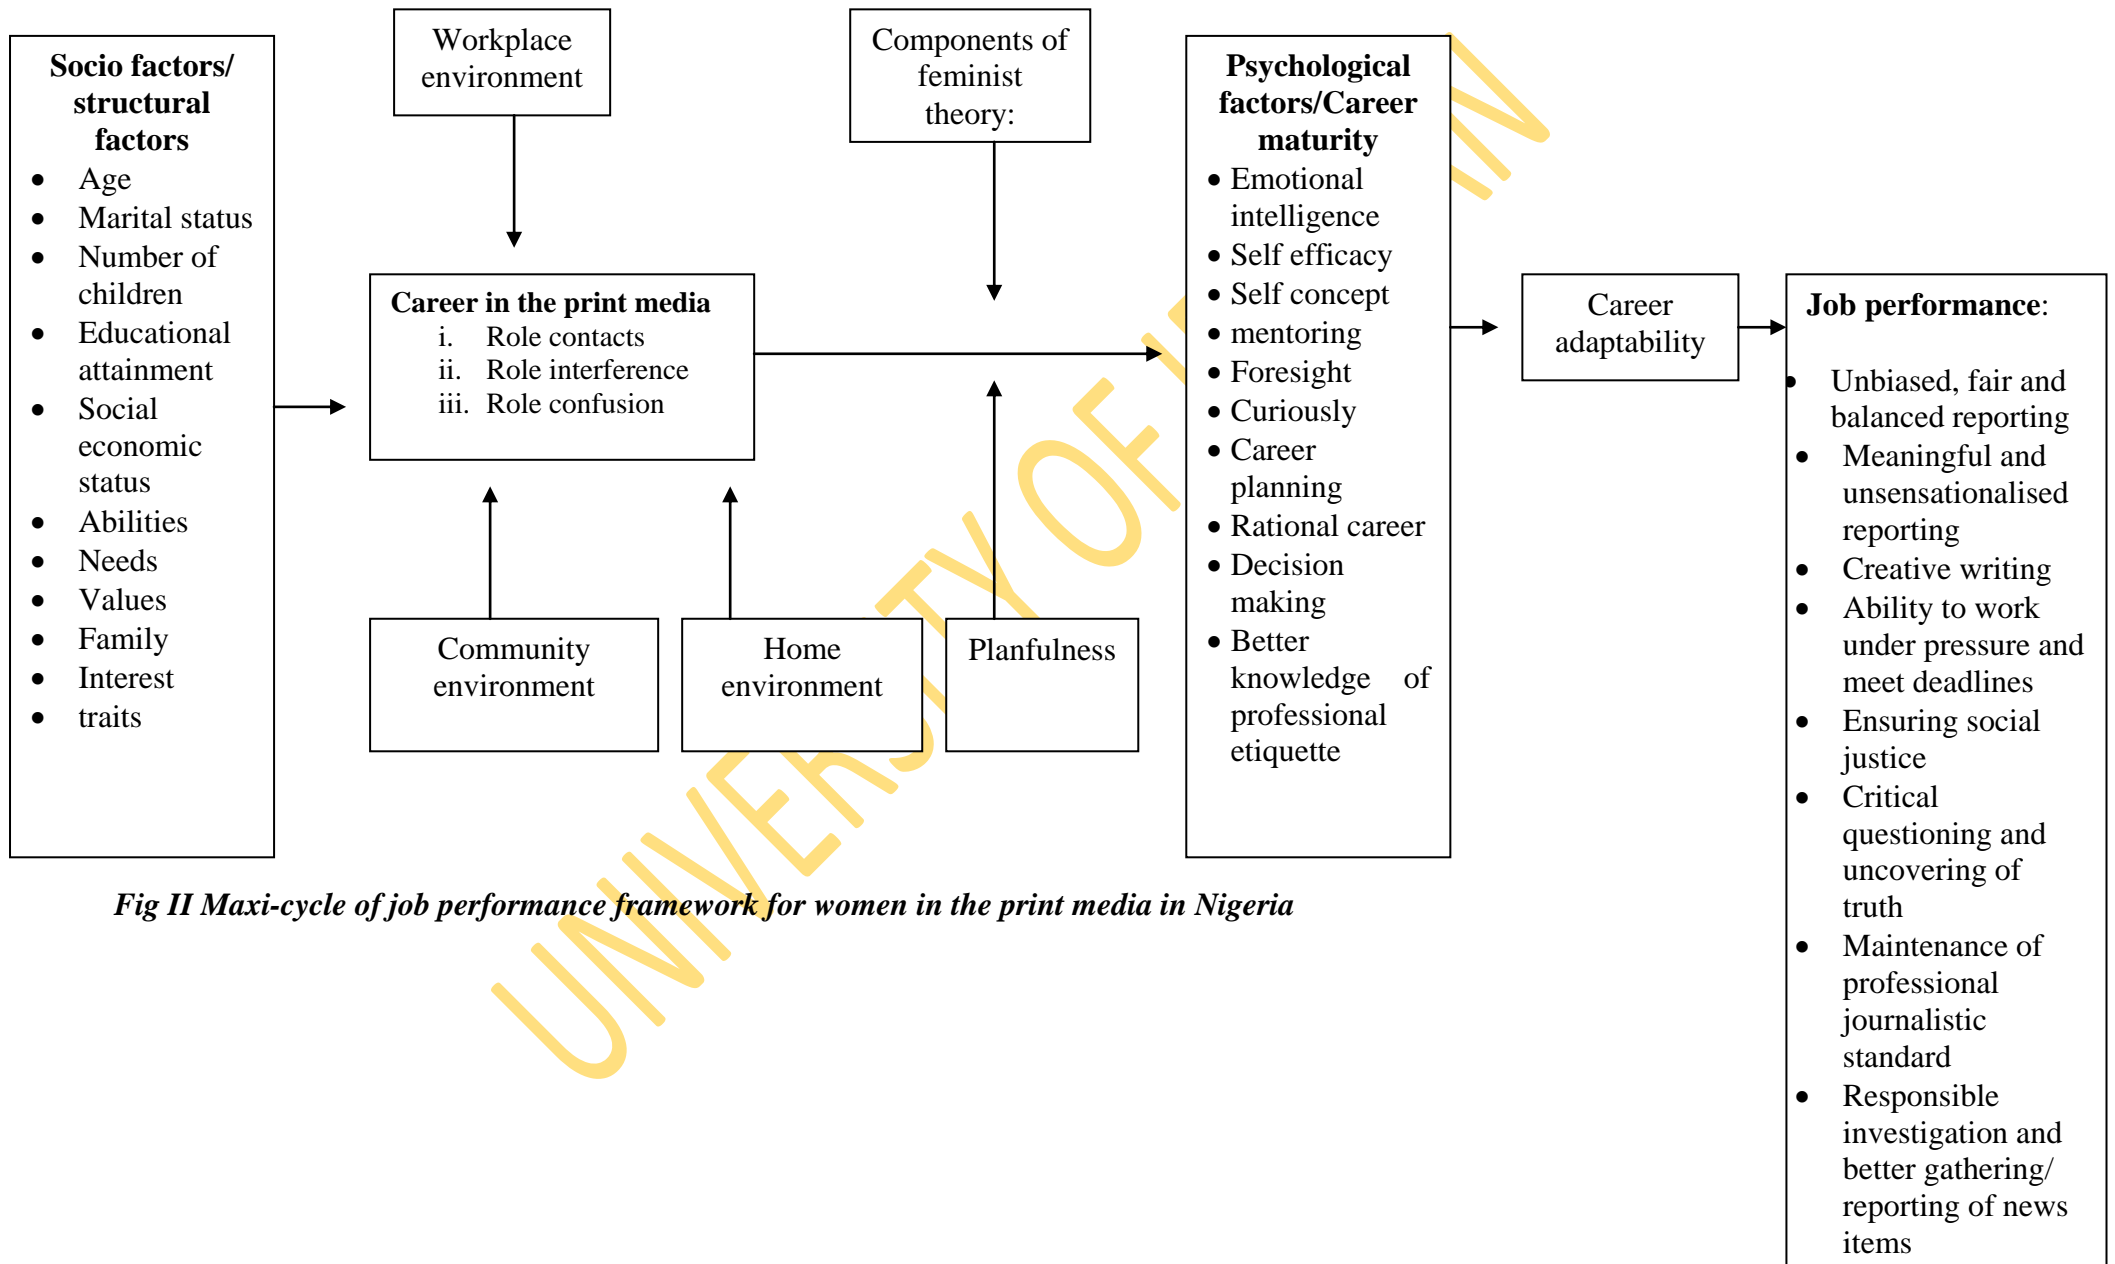 Socio factors/
structural
factors
• Age
• Marital status
• Number of
children
• Educational
attainment
• Social
economic
status
• Abilities
• Needs
• Values
• Family
• Interest
• traits
Workplace
environment
Career in the print media
i. Role contacts
ii. Role interference
iii. Role confusion
Community
environment
Home
environment
Components of
feminist
theory:
Planfulness
Psychological
factors/Career
maturity
• Emotional
intelligence
• Self efficacy
• Self concept
• mentoring
• Foresight
• Curiously
• Career
planning
• Rational career
• Decision
making
• Better
knowledge of
professional
etiquette
Career
adaptability
Job performance:
• Unbiased, fair and
balanced reporting
• Meaningful and
unsensationalised
reporting
• Creative writing
• Ability to work
under pressure and
meet deadlines
• Ensuring social
justice
• Critical
questioning and
uncovering of
truth
• Maintenance of
professional
journalistic
standard
• Responsible
investigation and
better gathering/
reporting of news
items
Fig II Maxi-cycle of job performance framework for women in the print media in Nigeria
UNIVERSITY OF